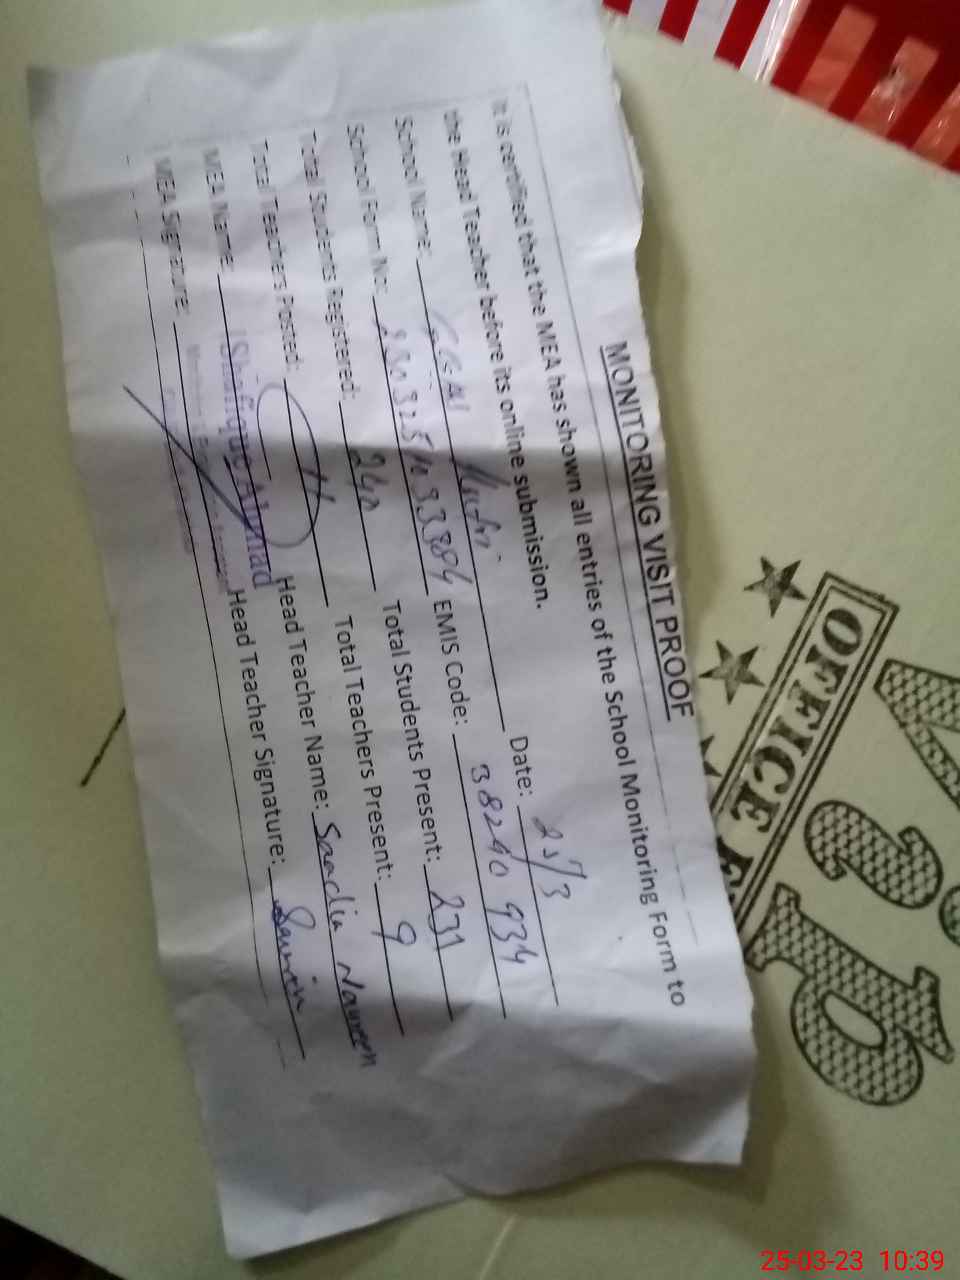 MONITORING VISIT PROOF
It is certified that the MEA has shown all entries of the School Monitoring Form to
the Head Teacher before its online submission.
School Name: Date: 25/3
School Form No: EMIS Code: 38240934
Total Students Registered: 240 Total Students Present: 231
Total Teachers Posted: Total Teachers Present: 9
MEA Name: Shafique Ahmad Head Teacher Name: Saadia Naureen
MEA Signature: Head Teacher Signature:
Vip
OFFICE
25-03-23 10:39